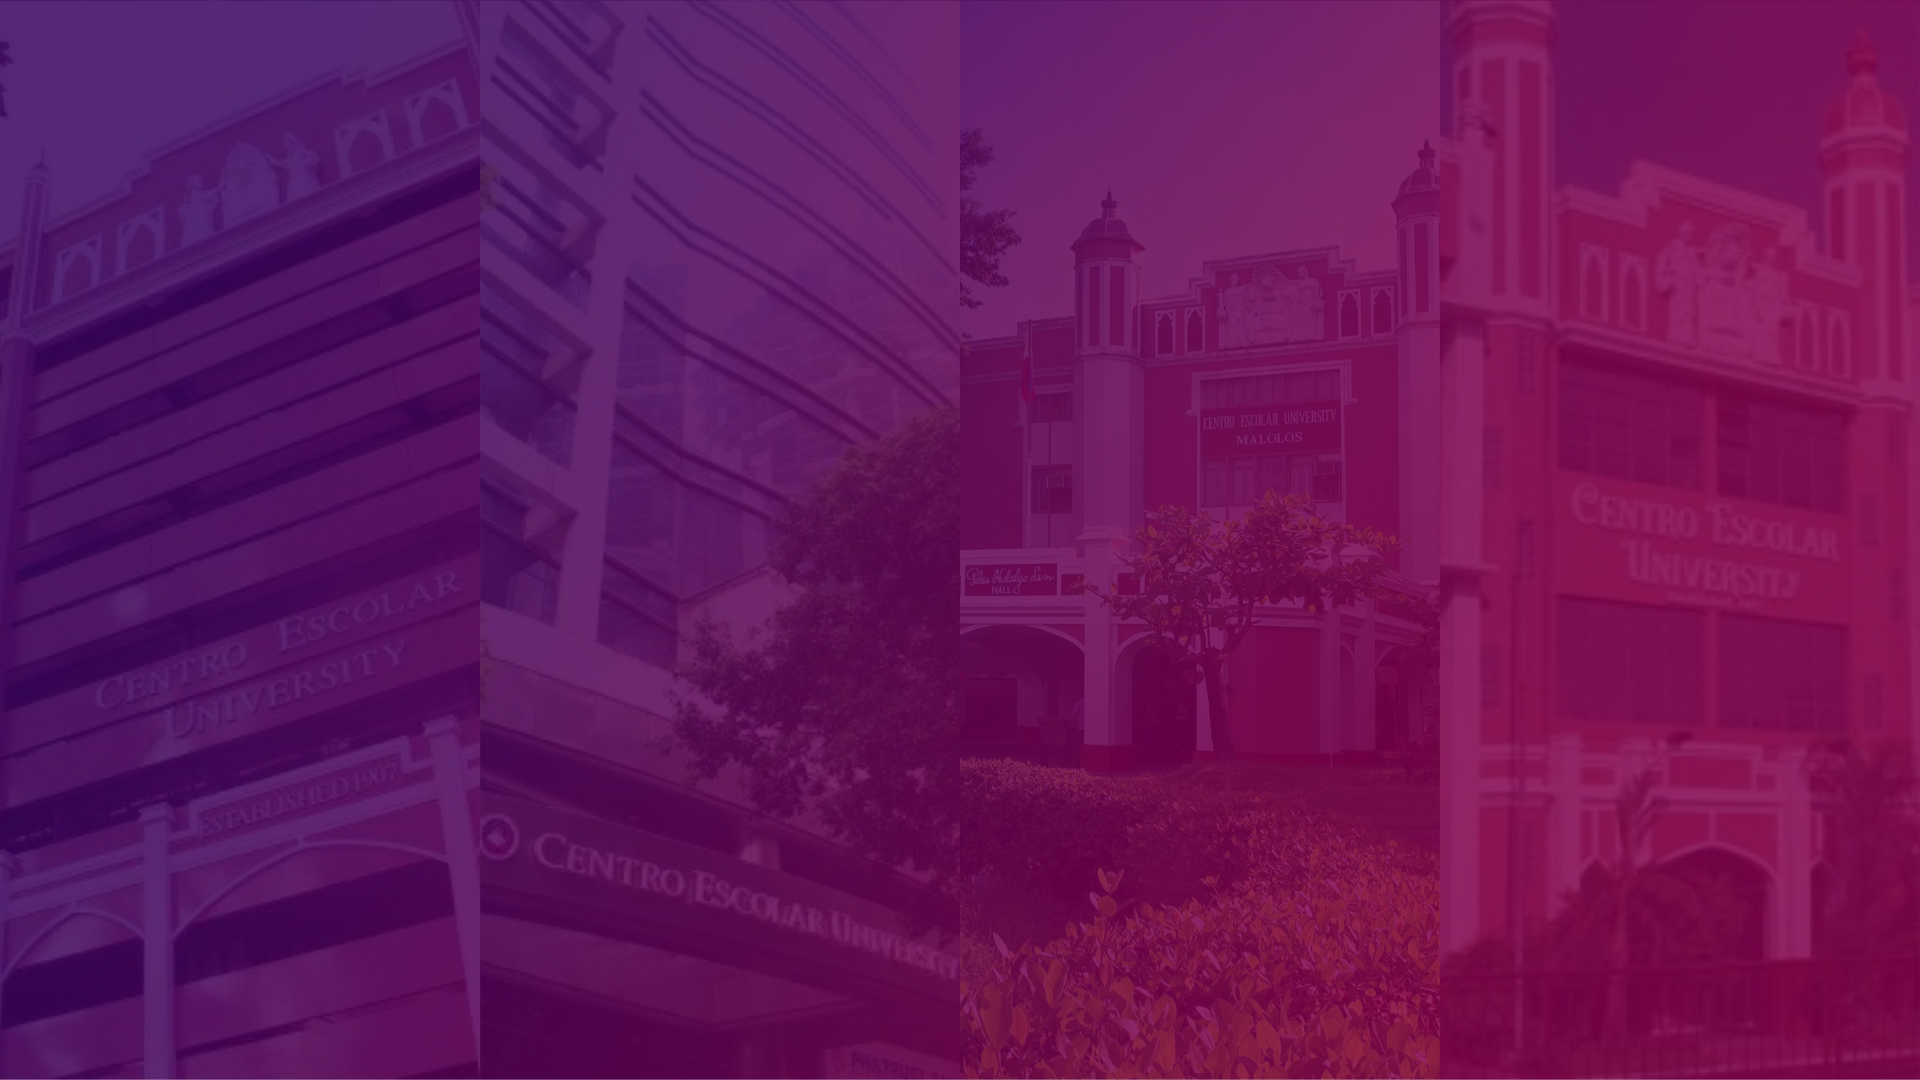 CENTRO ESCOLAR
UNIVERSITY
ESTABLISHED 1907
CENTRO ESCOLAR UNIVERSITY
CENTRO ESCOLAR UNIVERSITY
MALOLOS
Pilar Hidalgo Lim
HALL
CENTRO ESCOLAR
UNIVERSITY